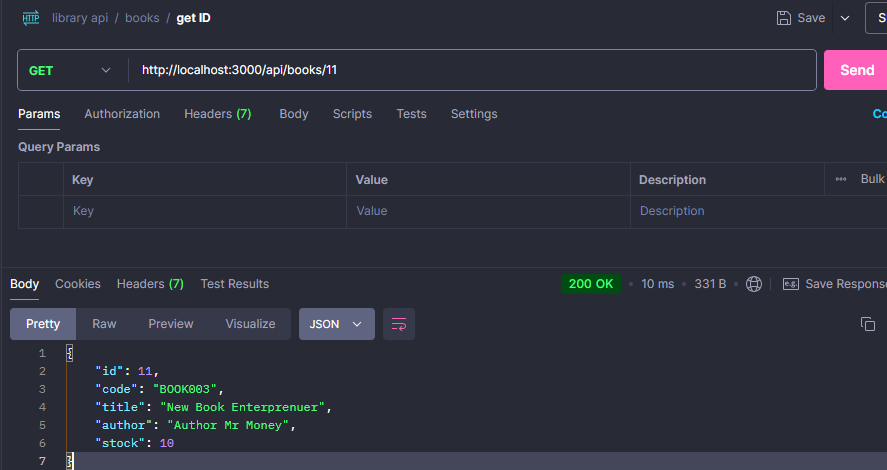 HTTP library api / books / get ID Save
GET http://localhost:3000/api/books/11 Send
Params Authorization Headers (7) Body Scripts Tests Settings
Query Params
Key Value Description ••• Bulk
Key Value Description
Body Cookies Headers (7) Test Results 200 OK • 10 ms • 331 B • e.g. Save Response
Pretty Raw Preview Visualize JSON
1 {
2 "id": 11,
3 "code": "BOOK003",
4 "title": "New Book Enterprenuer",
5 "author": "Author Mr Money",
6 "stock": 10
7 }